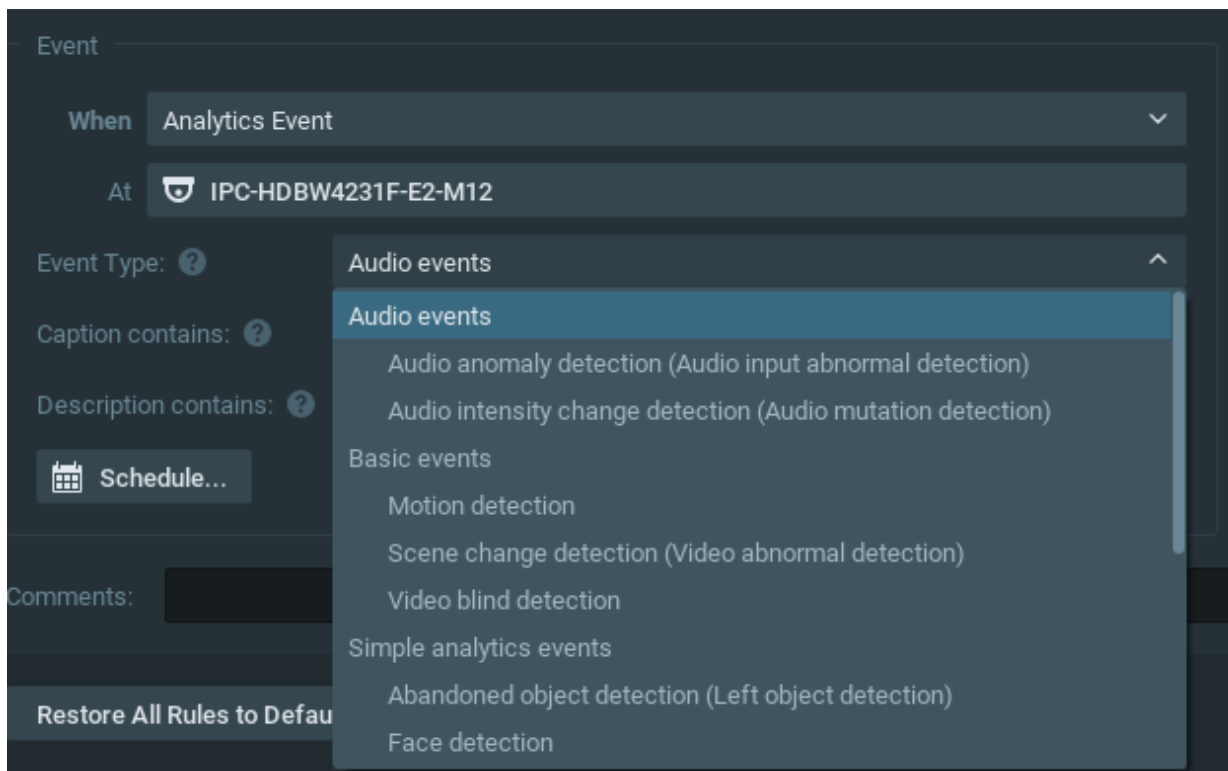 Event
When Analytics Event
At IPC-HDBW4231F-E2-M12
Event Type: ? Audio events
Audio events
Caption contains: ?
Audio anomaly detection (Audio input abnormal detection)
Description contains: ?
Audio intensity change detection (Audio mutation detection)
Basic events
Schedule...
Motion detection
Scene change detection (Video abnormal detection)
Comments:
Video blind detection
Simple analytics events
Abandoned object detection (Left object detection)
Restore All Rules to Defau
Face detection